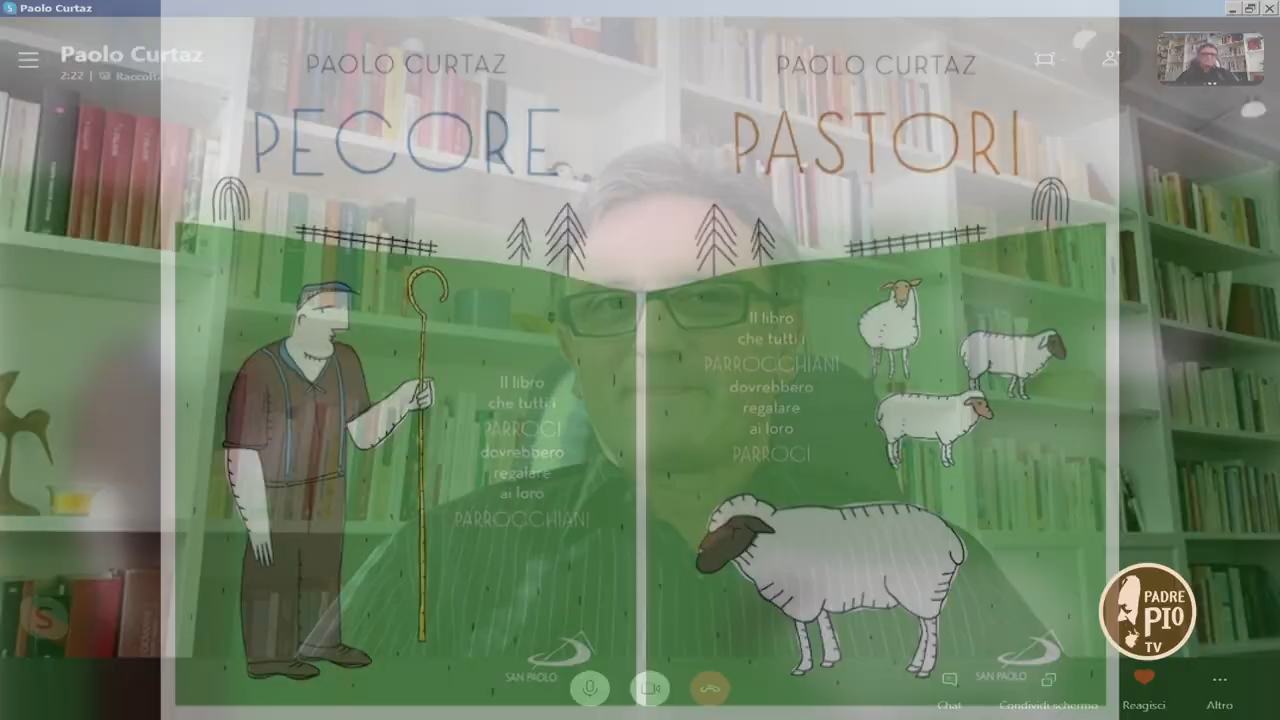 Paolo Curtaz
Paolo Curtaz
2:22
PAOLO CURTAZ
PECORE
Il libro
che tutti i
PARROCI
dovrebbero
regalare
ai loro
PARROCCHIANI
SAN PAOLO
PAOLO CURTAZ
PASTORI
Il libro
che tutti i
PARROCCHIANI
dovrebbero
regalare
ai loro
PARROCI
SAN PAOLO
PADRE
PIO
TV
Chat
Condividi schermo
Reagisci
Altro